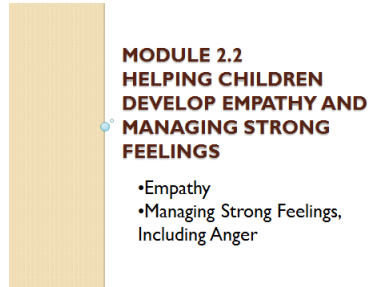 MODULE 2.2
HELPING CHILDREN
DEVELOP EMPATHY AND
MANAGING STRONG
FEELINGS
•Empathy
•Managing Strong Feelings,
Including Anger